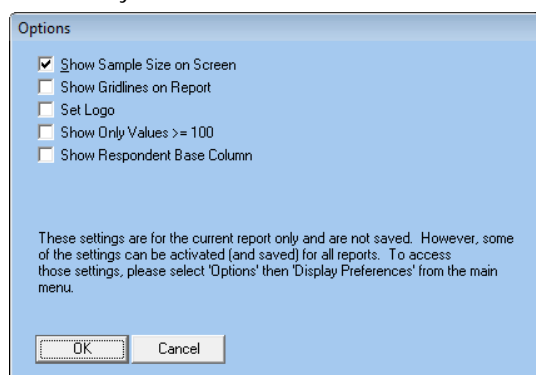 Options
Show Sample Size on Screen
Show Gridlines on Report
Set Logo
Show Only Values >= 100
Show Respondent Base Column
These settings are for the current report only and are not saved. However, some
of the settings can be activated (and saved) for all reports. To access
those settings, please select 'Options' then 'Display Preferences' from the main
menu.
OK Cancel